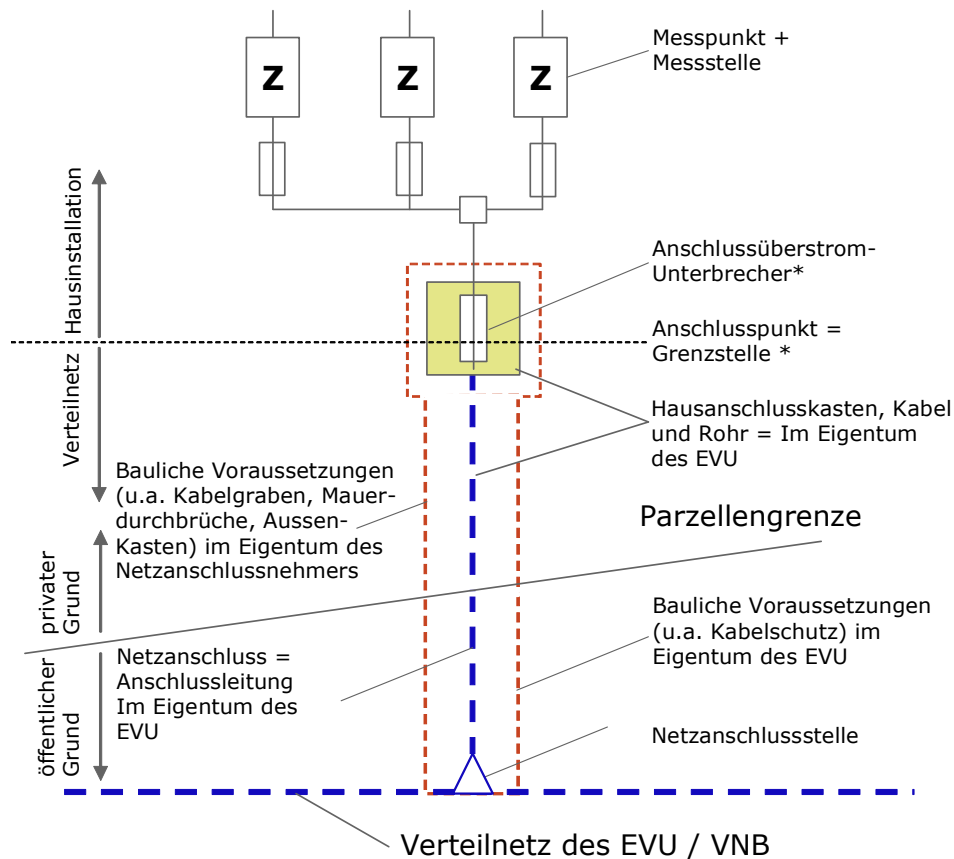 Z
Z
Z
Messpunkt +
Messstelle
Hausinstallation
Anschlussüberstrom-
Unterbrecher*
Anschlusspunkt =
Grenzstelle *
Verteilnetz
Hausanschlusskasten, Kabel
und Rohr = Im Eigentum
des EVU
Bauliche Voraussetzungen
(u.a. Kabelgraben, Mauer-
durchbrüche, Aussen-
Kasten) im Eigentum des
Netzanschlussnehmers
Parzellengrenze
privater
Grund
Bauliche Voraussetzungen
(u.a. Kabelschutz) im
Eigentum des EVU
Netzanschluss =
Anschlussleitung
Im Eigentum des
EVU
öffentlicher
Grund
Netzanschlussstelle
Verteilnetz des EVU / VNB